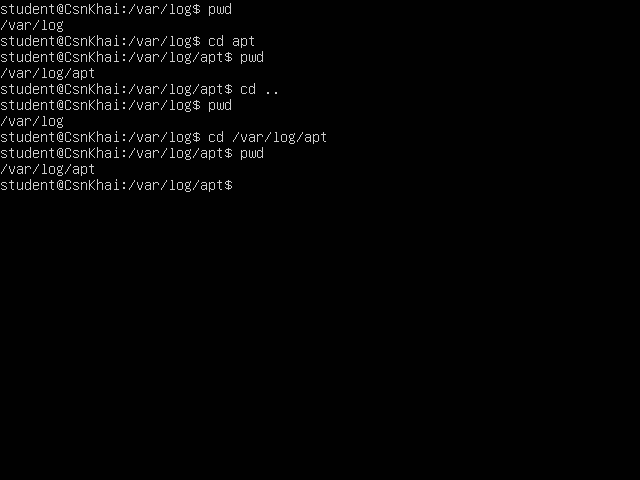 student@CsnKhai:/var/log$ pwd
/var/log
student@CsnKhai:/var/log$ cd apt
student@CsnKhai:/var/log/apt$ pwd
/var/log/apt
student@CsnKhai:/var/log/apt$ cd ..
student@CsnKhai:/var/log$ pwd
/var/log
student@CsnKhai:/var/log$ cd /var/log/apt
student@CsnKhai:/var/log/apt$ pwd
/var/log/apt
student@CsnKhai:/var/log/apt$